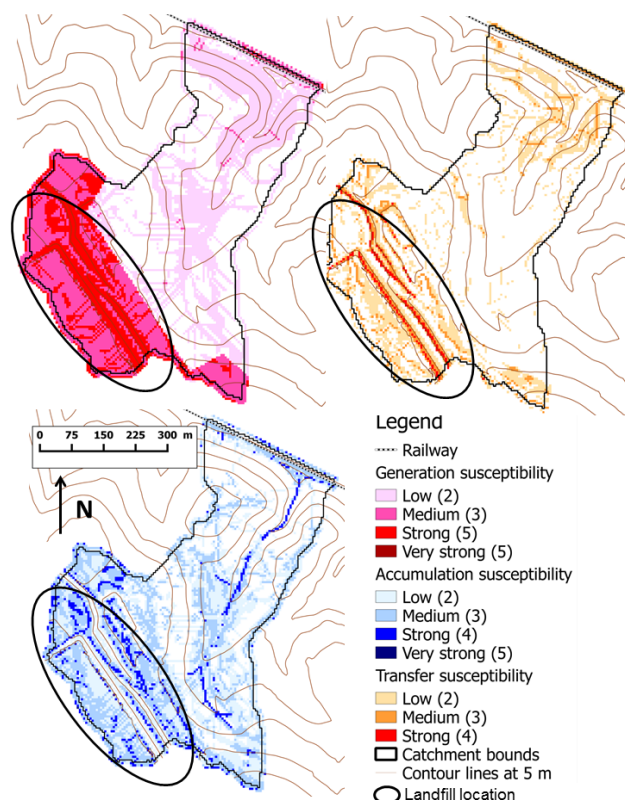 0 75 150 225 300 m
N
Legend
Railway
Generation susceptibility
Low (2)
Medium (3)
Strong (5)
Very strong (5)
Accumulation susceptibility
Low (2)
Medium (3)
Strong (4)
Very strong (5)
Transfer susceptibility
Low (2)
Medium (3)
Strong (4)
Catchment bounds
Contour lines at 5 m
Landfill location